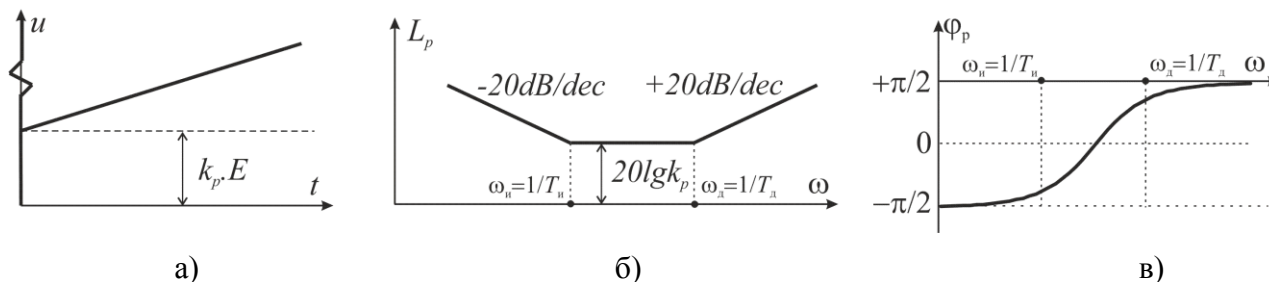 u
k_p.E
t
а)
L_p
-20dB/dec
+20dB/dec
20lgk_p
ω_и=1/T_и
ω_д=1/T_д
ω
б)
φ_p
ω_и=1/T_и
ω_д=1/T_д
ω
+π/2
0
−π/2
в)